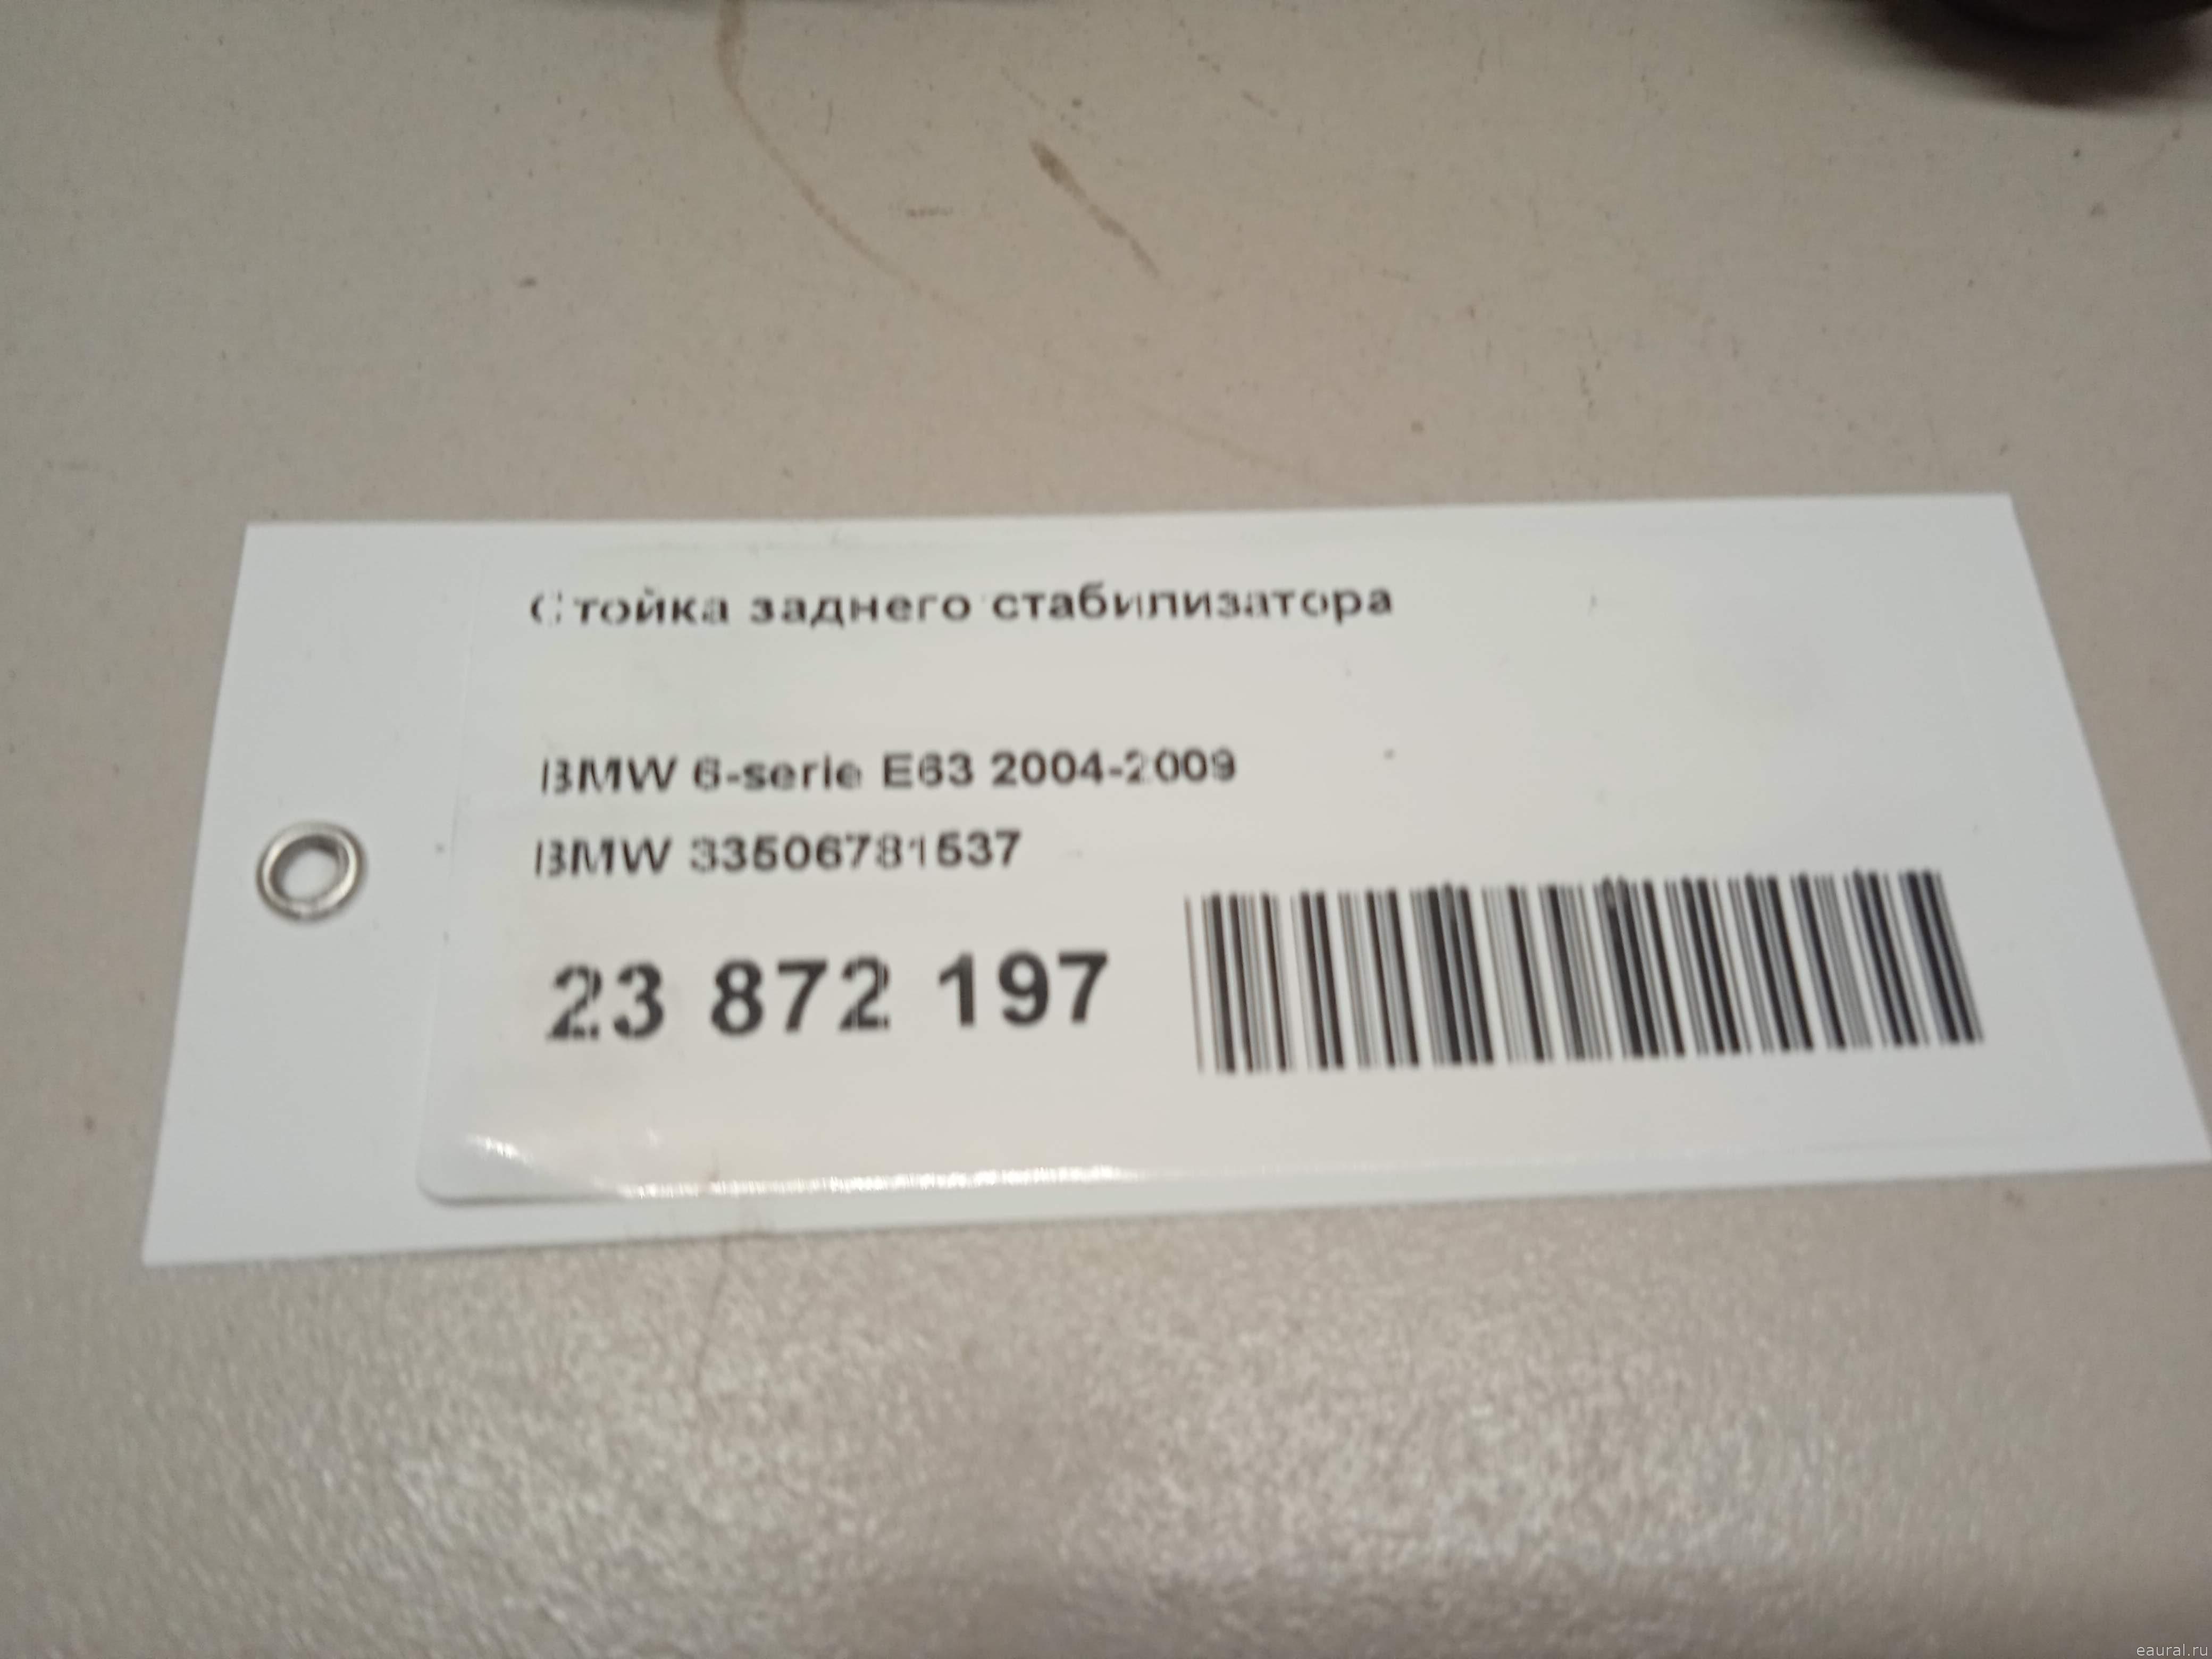 Стойка заднего стабилизатора
BMW 6-serie E63 2004-2009
BMW 33506781537
23 872 197
eaural.ru